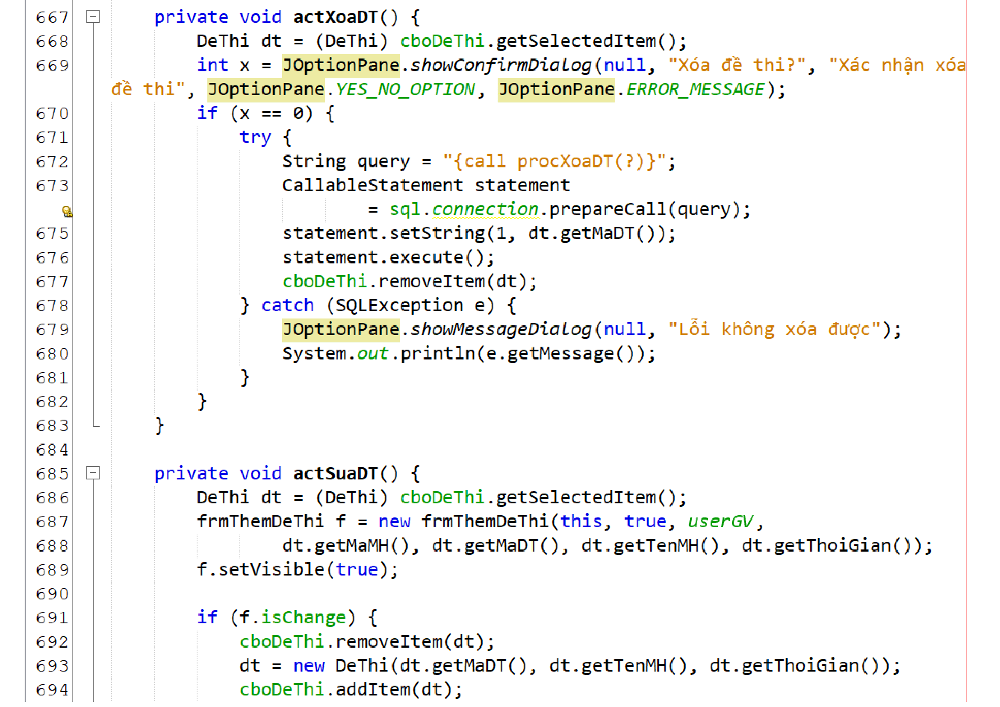 667 private void actXoaDT() {
668 DeThi dt = (DeThi) cboDeThi.getSelectedItem();
669 int x = JOptionPane.showConfirmDialog(null, "Xóa đề thi?", "Xác nhận xóa
đề thi", JOptionPane.YES_NO_OPTION, JOptionPane.ERROR_MESSAGE);
670 if (x == 0) {
671 try {
672 String query = "{call procXoaDT(?)}";
673 CallableStatement statement
= sql.connection.prepareCall(query);
675 statement.setString(1, dt.getMaDT());
676 statement.execute();
677 cboDeThi.removeItem(dt);
678 } catch (SQLException e) {
679 JOptionPane.showMessageDialog(null, "Lỗi không xóa được");
680 System.out.println(e.getMessage());
681 }
682 }
683 }
684
685 private void actSuaDT() {
686 DeThi dt = (DeThi) cboDeThi.getSelectedItem();
687 frmThemDeThi f = new frmThemDeThi(this, true, userGV,
688 dt.getMaMH(), dt.getMaDT(), dt.getTenMH(), dt.getThoiGian());
689 f.setVisible(true);
690
691 if (f.isChange) {
692 cboDeThi.removeItem(dt);
693 dt = new DeThi(dt.getMaDT(), dt.getTenMH(), dt.getThoiGian());
694 cboDeThi.addItem(dt);